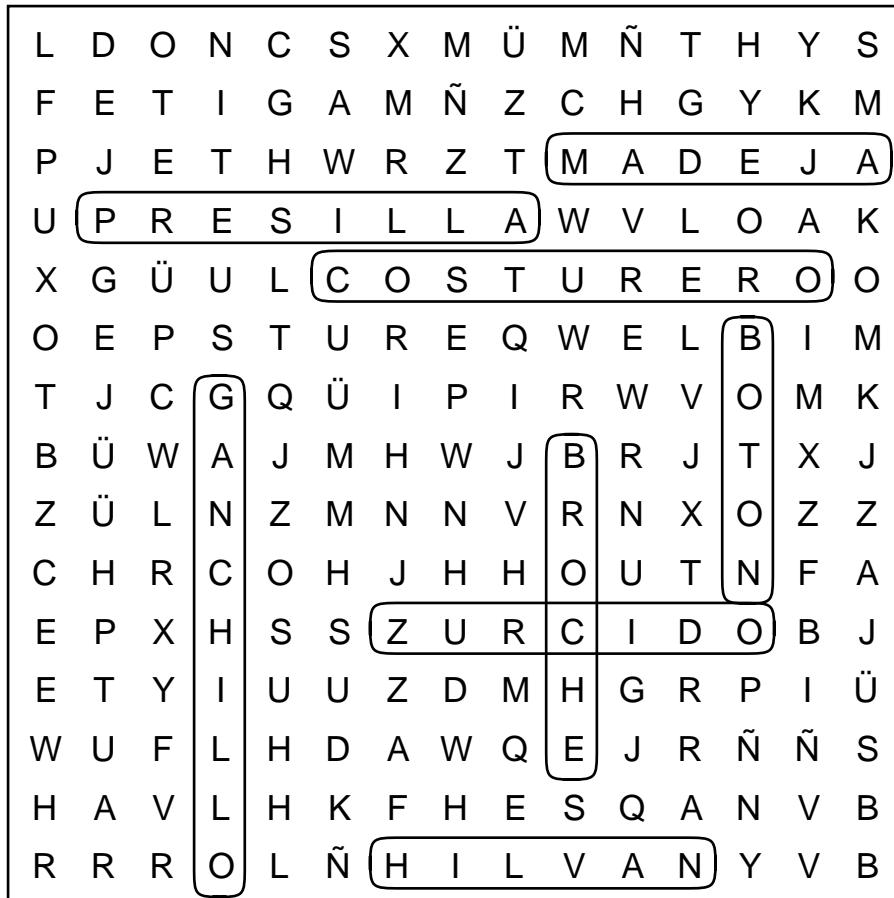 L D O N C S X M Ü M Ñ T H Y S
F E T I G A M Ñ Z C H G Y K M
P J E T H W R Z T M A D E J A
U P R E S I L L A W V L O A K
X G Ü U L C O S T U R E R O O
O E P S T U R E Q W E L B I M
T J C G Q Ü I P I R W V O M K
B Ü W A J M H W J B R J T X J
Z Ü L N Z M N N V R N X O Z Z
C H R C O H J H H O U T N F A
E P X H S S Z U R C I D O B J
E T Y I U U Z D M H G R P I Ü
W U F L H D A W Q E J R Ñ Ñ S
H A V L H K F H E S Q A N V B
R R R O L Ñ H I L V A N Y V B